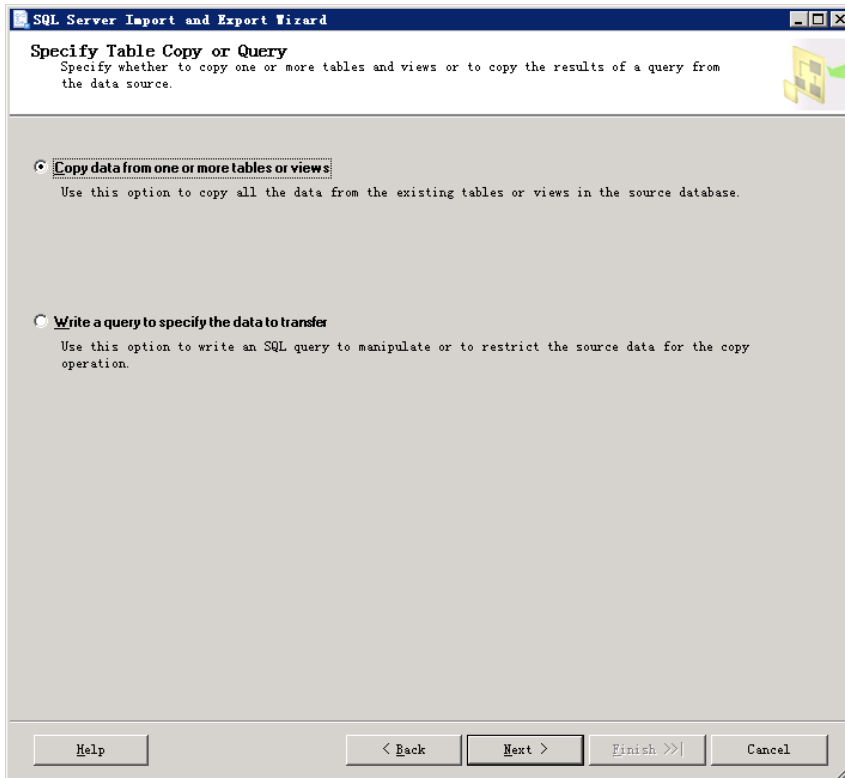 SQL Server Import and Export Wizard
Specify Table Copy or Query
Specify whether to copy one or more tables and views or to copy the results of a query from
the data source.
Copy data from one or more tables or views
Use this option to copy all the data from the existing tables or views in the source database.
Write a query to specify the data to transfer
Use this option to write an SQL query to manipulate or to restrict the source data for the copy
operation.
Help
< Back
Next >
Finish >>|
Cancel